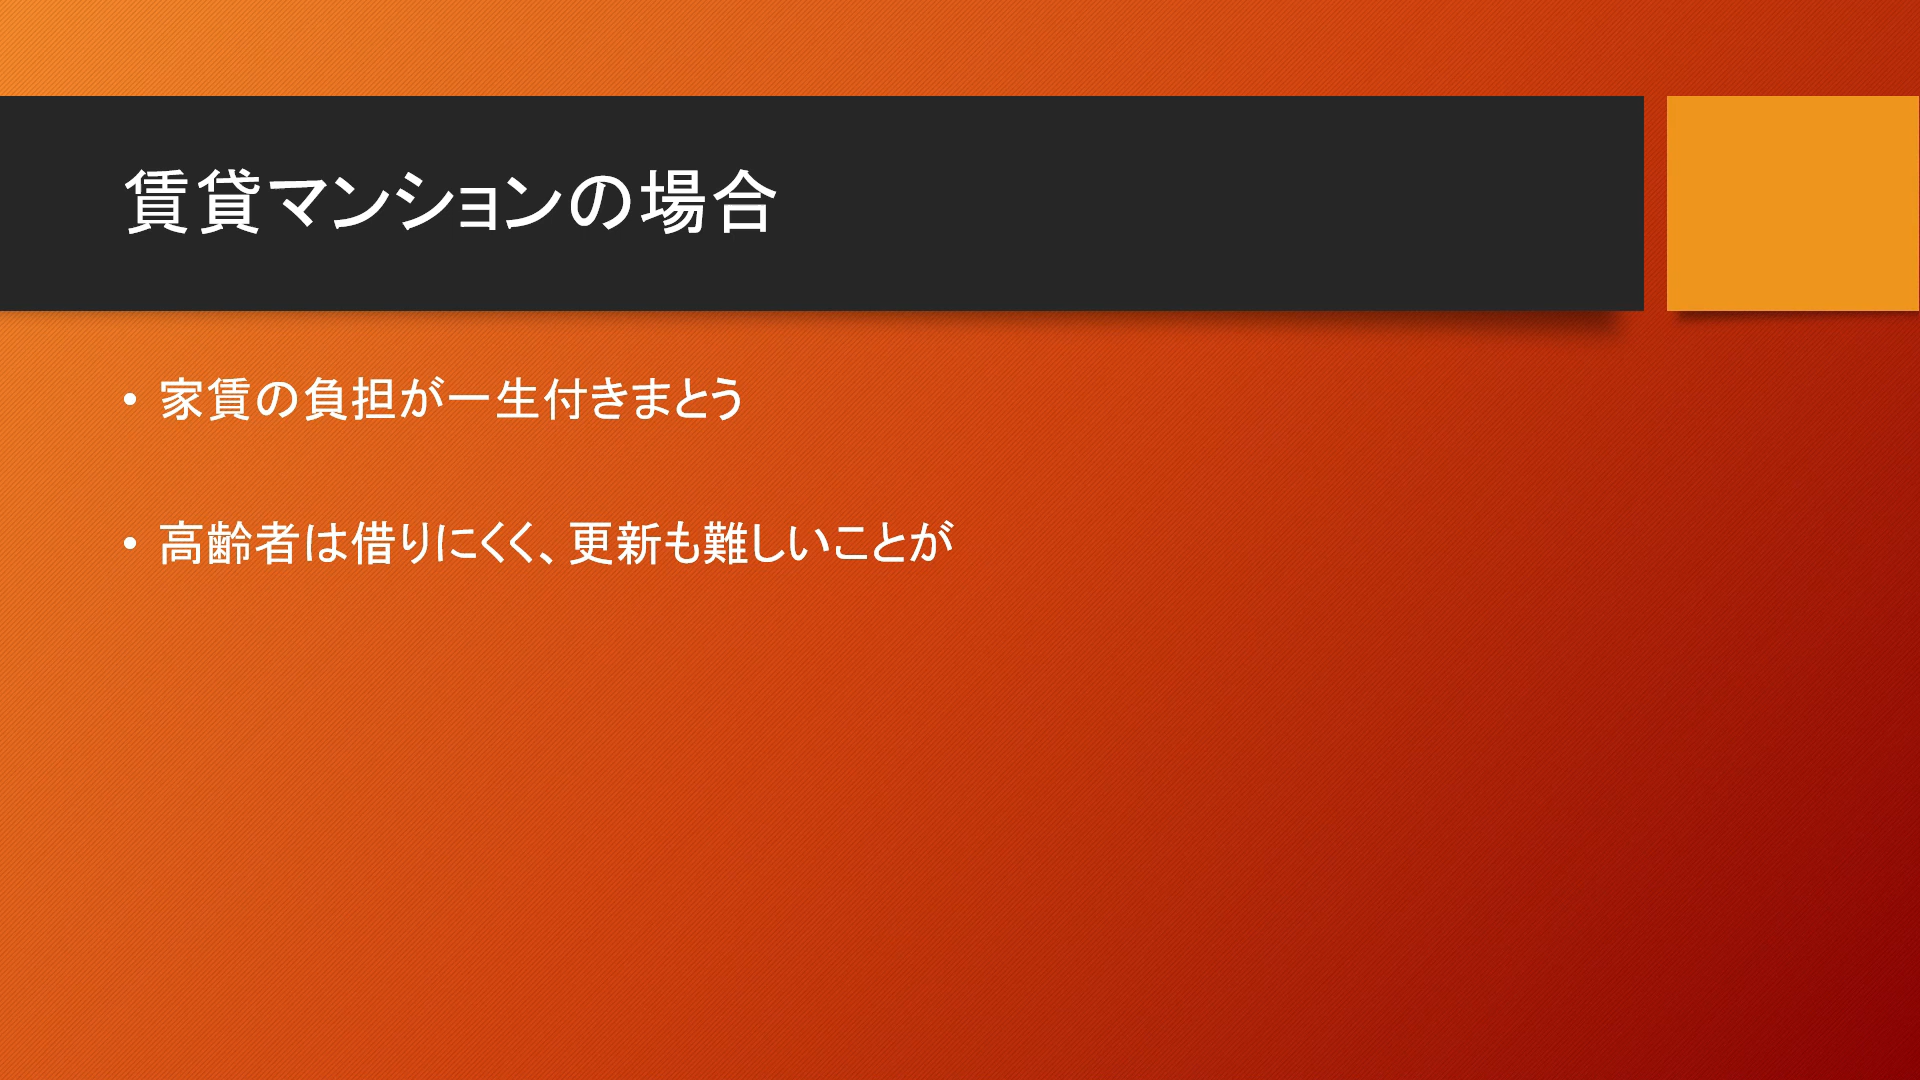 賃貸マンションの場合
• 家賃の負担が一生付きまとう
• 高齢者は借りにくく、更新も難しいことが